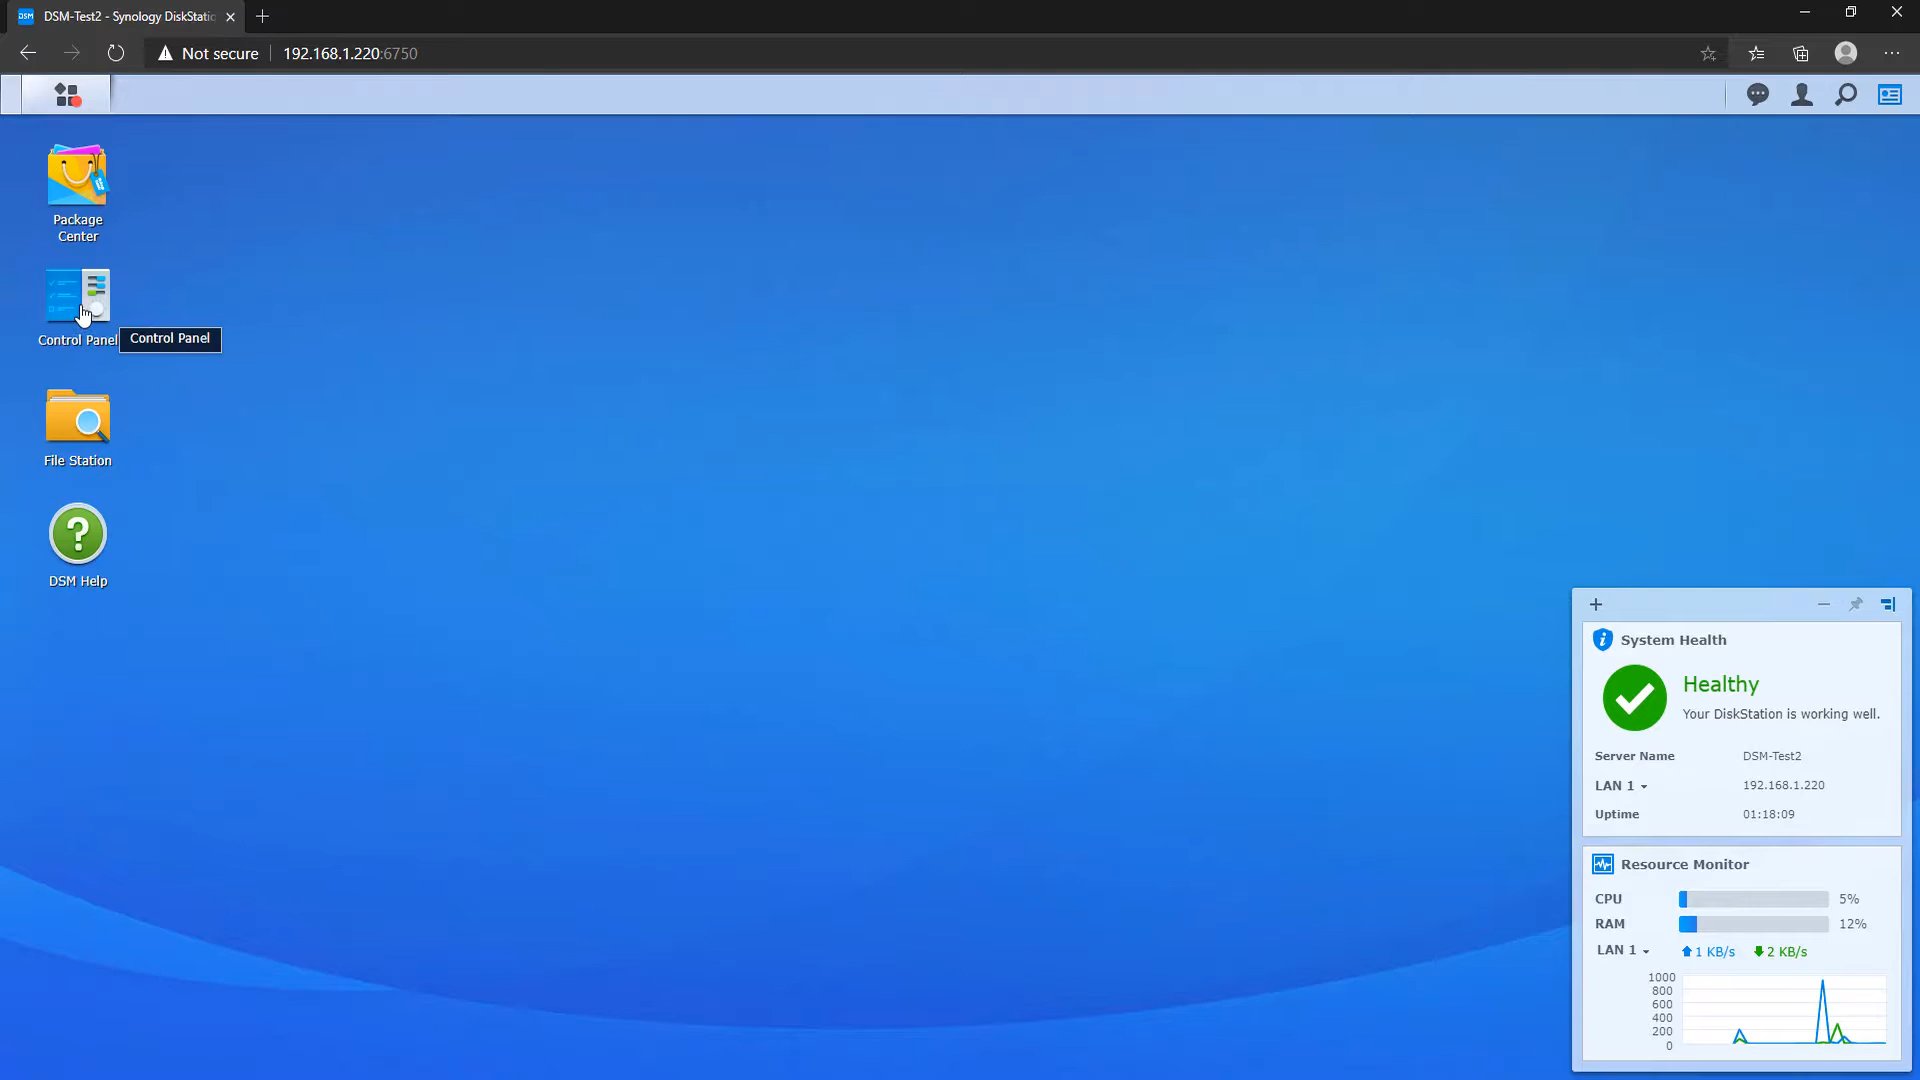 DSM-Test2 - Synology DiskStatio
Not secure
192.168.1.220:6750
Package
Center
Control Panel
Control Panel
File Station
DSM Help
System Health
Healthy
Your DiskStation is working well.
Server Name DSM-Test2
LAN 1 192.168.1.220
Uptime 01:18:09
Resource Monitor
CPU 5%
RAM 12%
LAN 1 1 KB/s 2 KB/s
1000
800
600
400
200
0